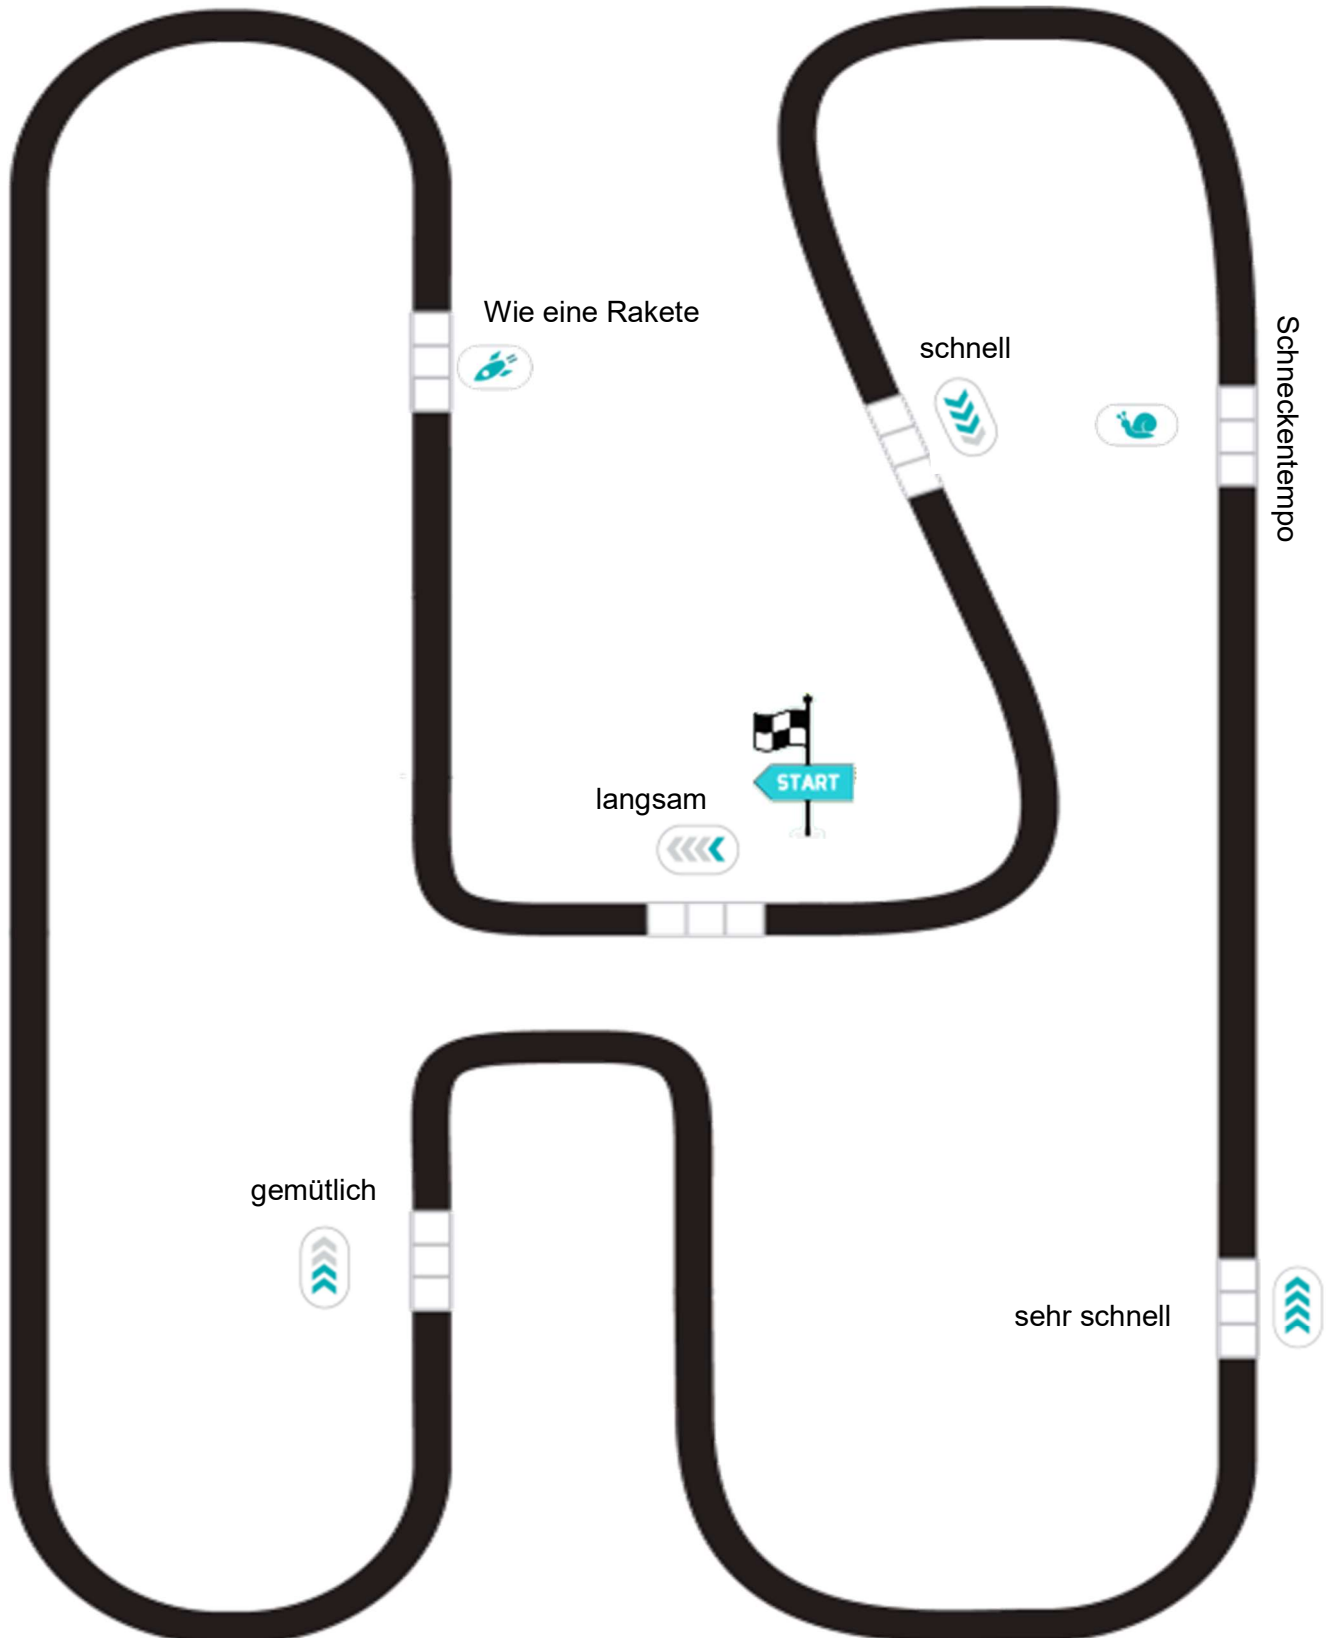 Wie eine Rakete
schnell
Schneckentempo
START
langsam
gemütlich
sehr schnell